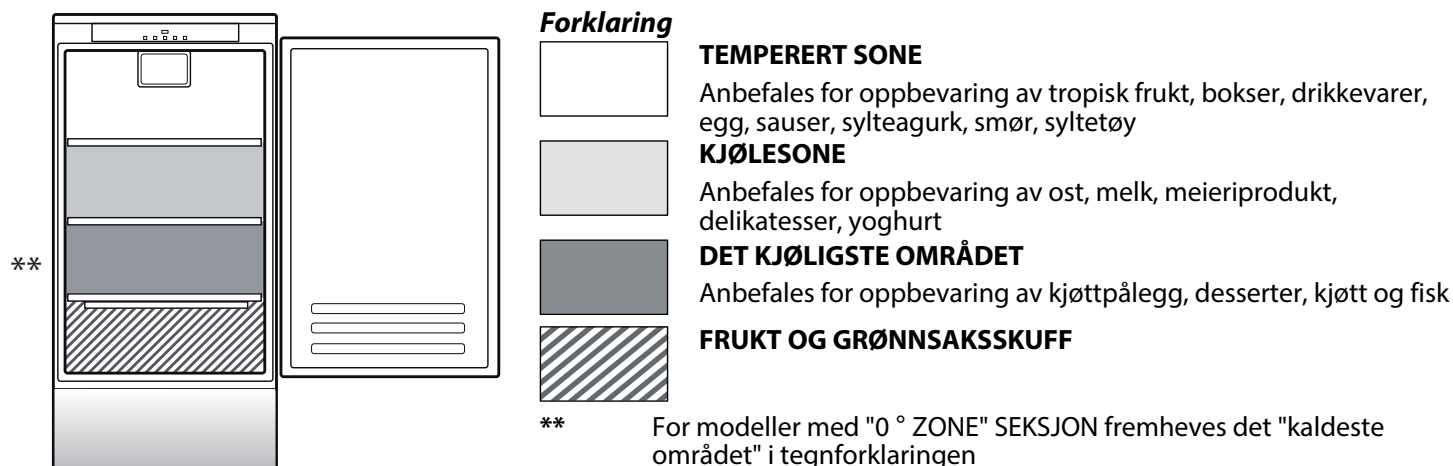 Forklaring
TEMPERERT SONE
Anbefales for oppbevaring av tropisk frukt, bokser, drikkevarer,
egg, sauser, sylteagurk, smør, syltetøy
KJØLESONE
Anbefales for oppbevaring av ost, melk, meieriprodukt,
delikatesser, yoghurt
**
DET KJØLIGSTE OMRÅDET
Anbefales for oppbevaring av kjøttpålegg, desserter, kjøtt og fisk
FRUKT OG GRØNNSAKSSKUFF
** For modeller med "0 ° ZONE" SEKSJON fremheves det "kaldeste
området" i tegnforklaringen